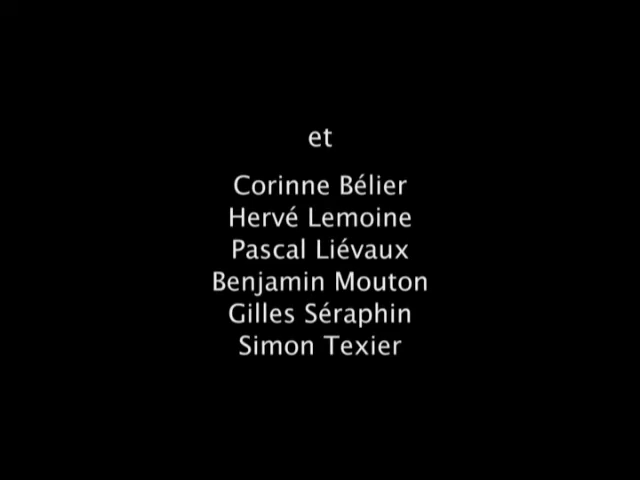 et
Corinne Bélier
Hervé Lemoine
Pascal Liévaux
Benjamin Mouton
Gilles Séraphin
Simon Texier